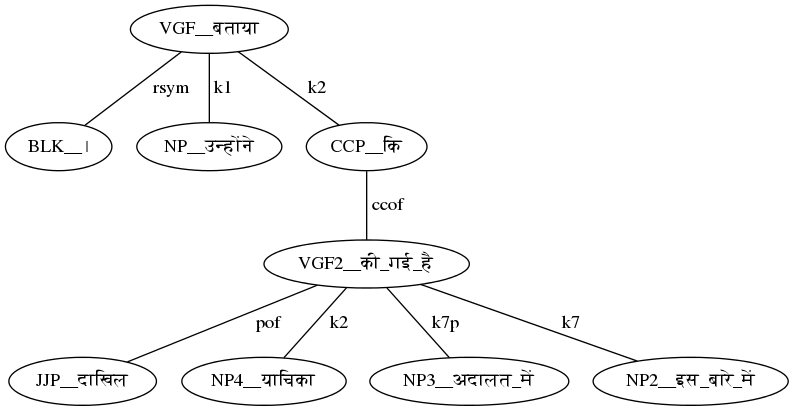 VGF__बताया
rsym k1 k2
BLK__। NP__उन्होंने CCP__कि
ccof
VGF2__की_गई_है
pof k2 k7p k7
JJP__दाखिल NP4__याचिका NP3__अदालत_में NP2__इस_बारे_में